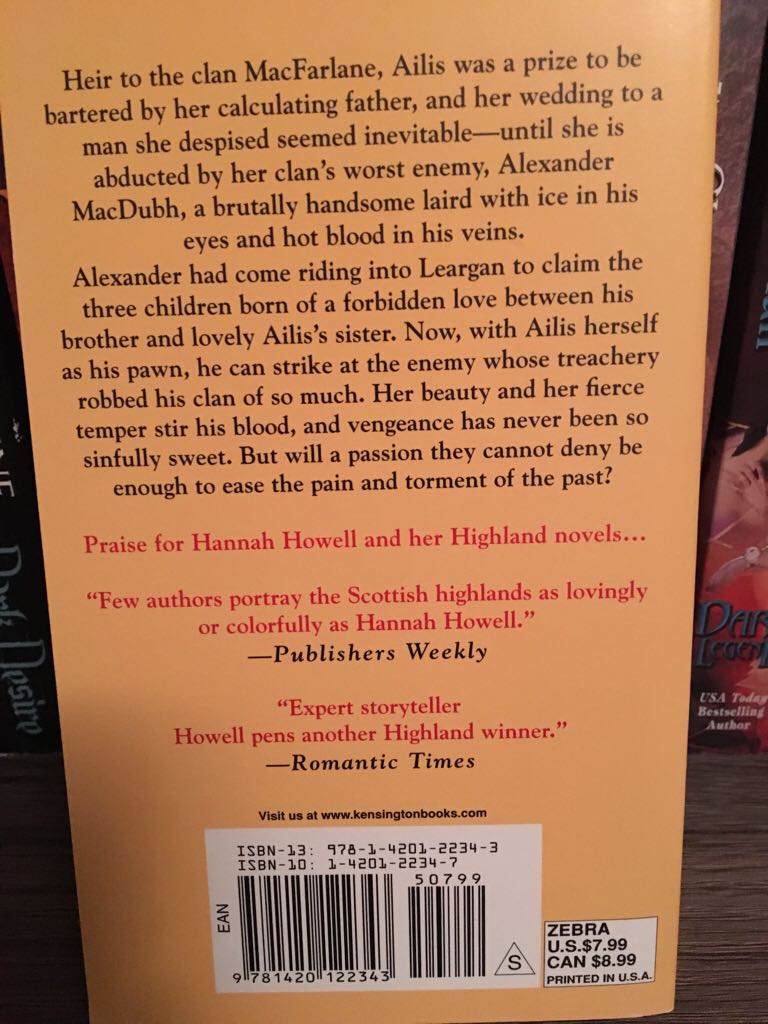 Heir to the clan MacFarlane, Ailis was a prize to be
bartered by her calculating father, and her wedding to a
man she despised seemed inevitable—until she is
abducted by her clan's worst enemy, Alexander
MacDubh, a brutally handsome laird with ice in his
eyes and hot blood in his veins.
Alexander had come riding into Leargan to claim the
three children born of a forbidden love between his
brother and lovely Ailis's sister. Now, with Ailis herself
as his pawn, he can strike at the enemy whose treachery
robbed his clan of so much. Her beauty and her fierce
temper stir his blood, and vengeance has never been so
sinfully sweet. But will a passion they cannot deny be
enough to ease the pain and torment of the past?
Praise for Hannah Howell and her Highland novels...
"Few authors portray the Scottish highlands as lovingly
or colorfully as Hannah Howell."
—Publishers Weekly
"Expert storyteller
Howell pens another Highland winner."
—Romantic Times
Visit us at www.kensingtonbooks.com
ISBN-13: 978-1-4201-2234-3
ISBN-10: 1-4201-2234-7
50799
EAN
9 781420 122343
S
ZEBRA
U.S.$7.99
CAN $8.99
PRINTED IN U.S.A.
Dark Desire
USA Today
Bestselling
Author